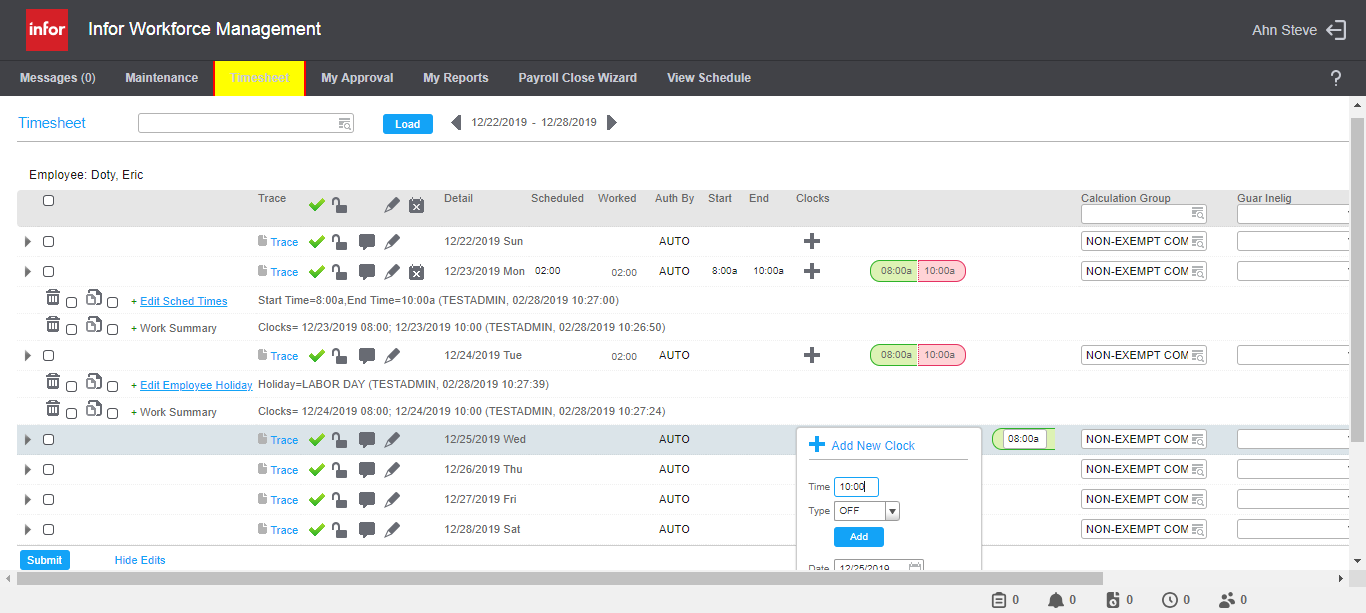 infor Infor Workforce Management Ahn Steve
Messages (0) Maintenance Timesheet My Approval My Reports Payroll Close Wizard View Schedule ?
Timesheet Load 12/22/2019 - 12/28/2019
Employee: Doty, Eric
Trace Detail Scheduled Worked Auth By Start End Clocks Calculation Group Guar Inelig
Trace 12/22/2019 Sun AUTO NON-EXEMPT COM
Trace 12/23/2019 Mon 02:00 02:00 AUTO 8:00a 10:00a 08:00a 10:00a NON-EXEMPT COM
+ Edit Sched Times Start Time=8:00a,End Time=10:00a (TESTADMIN, 02/28/2019 10:27:00)
+ Work Summary Clocks= 12/23/2019 08:00; 12/23/2019 10:00 (TESTADMIN, 02/28/2019 10:26:50)
Trace 12/24/2019 Tue 02:00 AUTO 08:00a 10:00a NON-EXEMPT COM
+ Edit Employee Holiday Holiday=LABOR DAY (TESTADMIN, 02/28/2019 10:27:39)
+ Work Summary Clocks= 12/24/2019 08:00; 12/24/2019 10:00 (TESTADMIN, 02/28/2019 10:27:24)
Trace 12/25/2019 Wed AUTO 08:00a NON-EXEMPT COM
Add New Clock
Trace 12/26/2019 Thu AUTO NON-EXEMPT COM
Time 10:00
Trace 12/27/2019 Fri AUTO NON-EXEMPT COM
Type OFF
Trace 12/28/2019 Sat AUTO NON-EXEMPT COM
Add
Submit Hide Edits
Date 12/25/2019
0 0 0 0 0